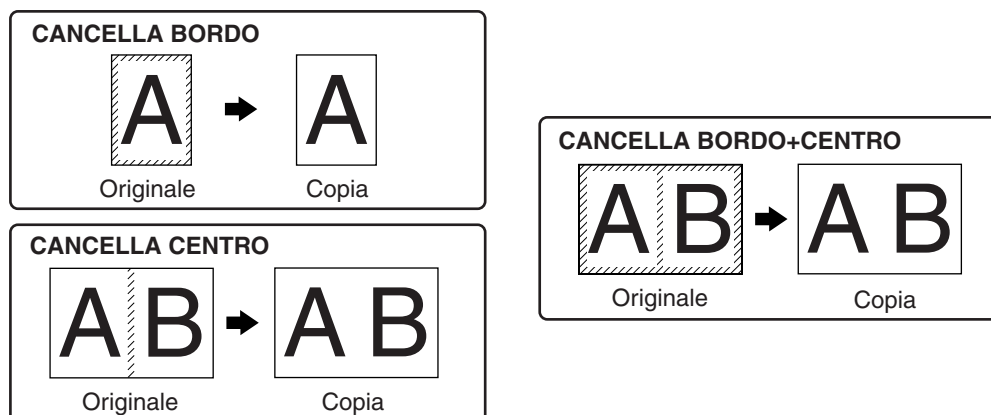 CANCELLA BORDO
A A
Originale Copia
CANCELLA CENTRO
A B A B
Originale Copia
CANCELLA BORDO+CENTRO
A B A B
Originale Copia